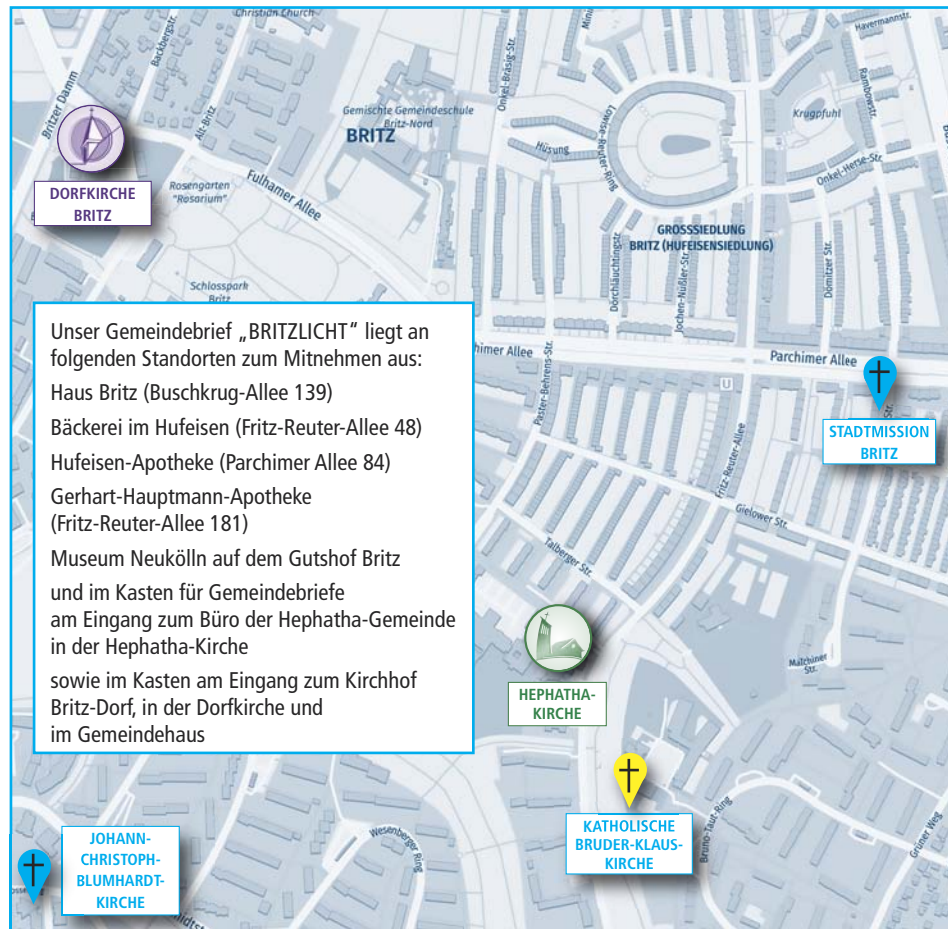 Christian Church
Backbergstr.
Britzer Damm
Alt-Britz
Gemischte Gemeindeschule
Britz-Nord
BRITZ
Onkel-Bräsig-Str.
Havermannstr.
Rambowstr.
Krugpfuhl
Lowise-Reuter-Ring
Hüsung
Onkel-Herse-Str.
DORFKIRCHE
BRITZ
Rosengarten
"Rosarium"
Fulhamer Allee
GROSSSIEDLUNG
BRITZ (HUFEISENSIEDLUNG)
Dörchläuchtingstr.
Jochen-Nüßler-Str.
Dömitzer Str.
Schlosspark
Britz
Unser Gemeindebrief „BRITZLICHT“ liegt an
folgenden Standorten zum Mitnehmen aus:
Haus Britz (Buschkrug-Allee 139)
Bäckerei im Hufeisen (Fritz-Reuter-Allee 48)
Hufeisen-Apotheke (Parchimer Allee 84)
Gerhart-Hauptmann-Apotheke
(Fritz-Reuter-Allee 181)
Museum Neukölln auf dem Gutshof Britz
und im Kasten für Gemeindebriefe
am Eingang zum Büro der Hephatha-Gemeinde
in der Hephatha-Kirche
sowie im Kasten am Eingang zum Kirchhof
Britz-Dorf, in der Dorfkirche und
im Gemeindehaus
chimer Allee
Parchimer Allee
Paster-Behrens-Str.
U
Fritz-Reuter-Allee
Str.
STADTMISSION
BRITZ
Gielower Str.
Talberger Str.
Malchiner
Str.
HEPHATHA-
KIRCHE
KATHOLISCHE
BRUDER-KLAUS-
KIRCHE
Bruno-Taut-Ring
Grüner Weg
Wesenberger Ring
JOHANN-
CHRISTOPH-
BLUMHARDT-
KIRCHE